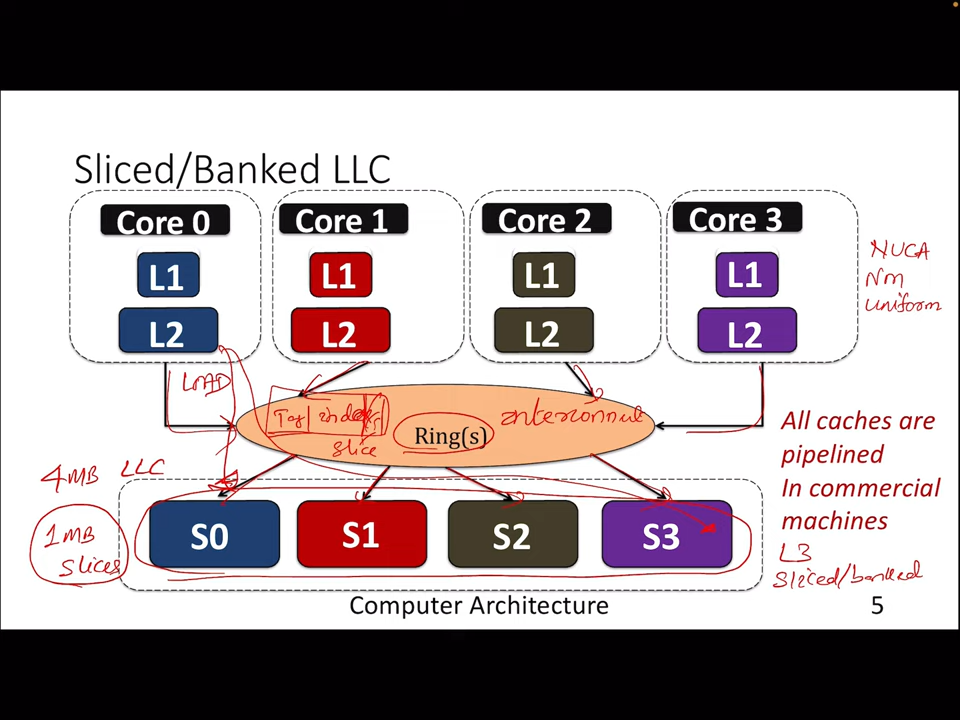 Sliced/Banked LLC
Core 0
Core 1
Core 2
Core 3
L1
L1
L1
L1
L2
L2
L2
L2
NUCA
Nm
Uniform
LOAD
Tag index
slice
Ring(s)
4MB LLC
1MB
Slices
S0
S1
S2
S3
All caches are
pipelined
In commercial
machines
L3
Sliced/banked
Computer Architecture
5